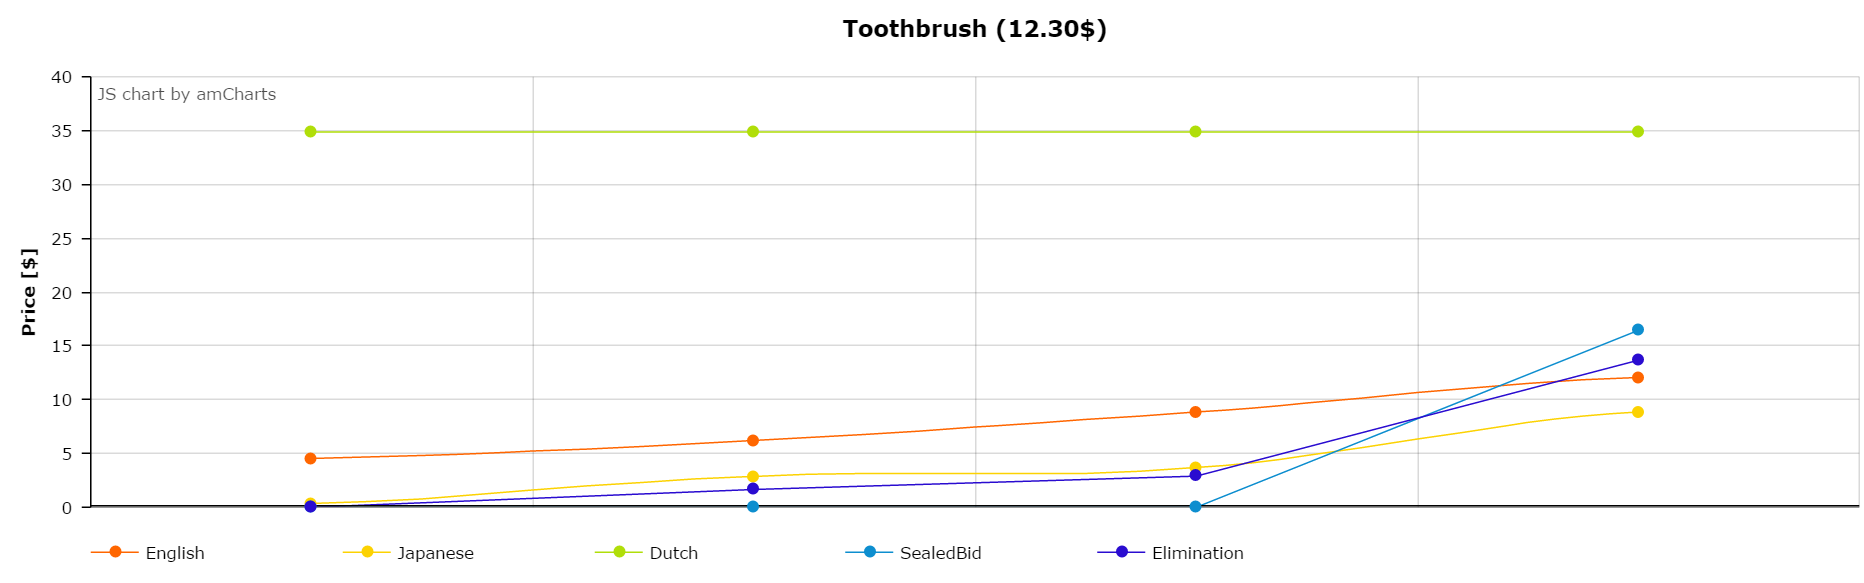 Toothbrush (12.30$)
JS chart by amCharts
Price [$]
40
35
30
25
20
15
10
5
0
English
Japanese
Dutch
SealedBid
Elimination